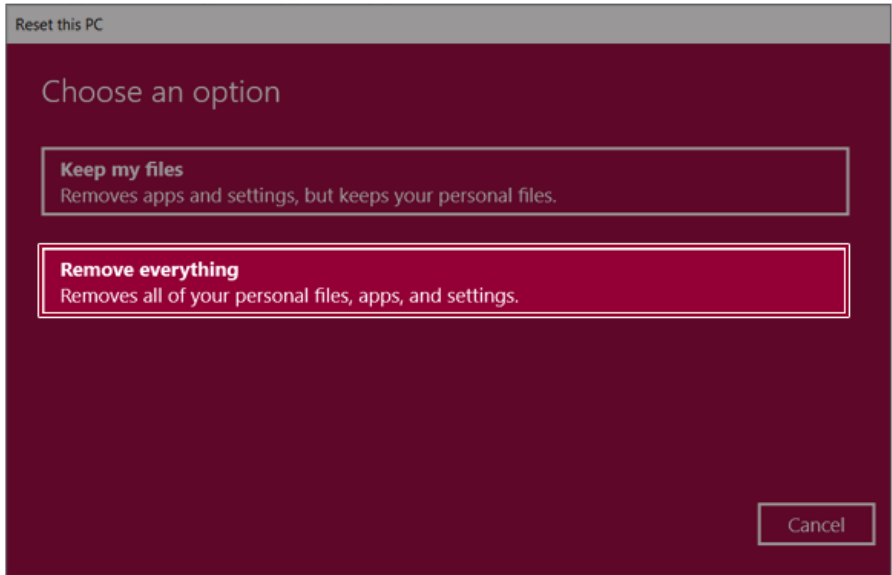 Reset this PC
Choose an option
Keep my files
Removes apps and settings, but keeps your personal files.
Remove everything
Removes all of your personal files, apps, and settings.
Cancel